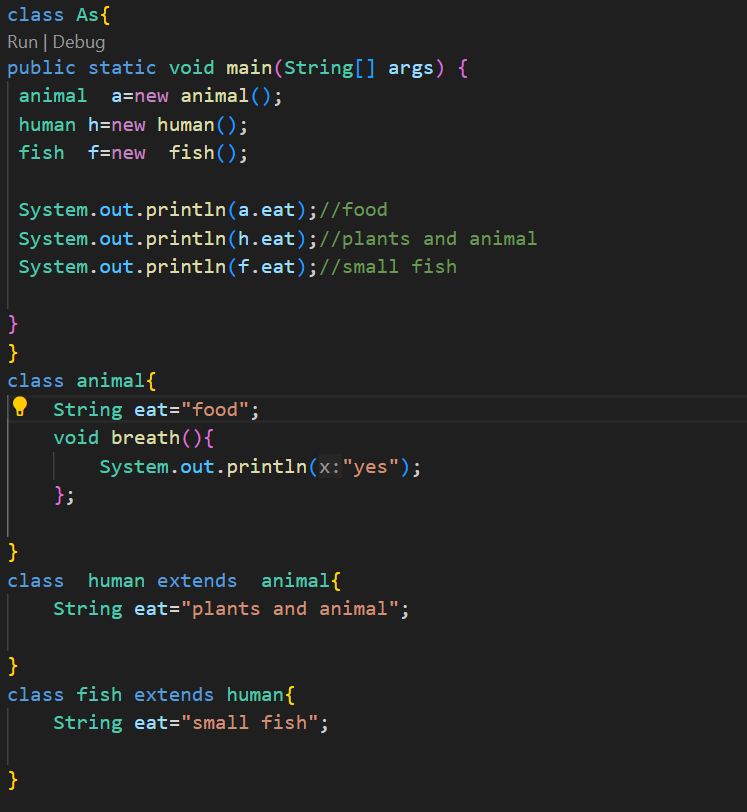 class As{
Run | Debug
public static void main(String[] args) {
 animal  a=new animal();
 human h=new human();
 fish  f=new  fish();
 System.out.println(a.eat);//food
 System.out.println(h.eat);//plants and animal
 System.out.println(f.eat);//small fish
}
}
class animal{
    String eat="food";
    void breath(){
        System.out.println(x:"yes");
    };
}
class  human extends  animal{
    String eat="plants and animal";
}
class fish extends human{
    String eat="small fish";
}